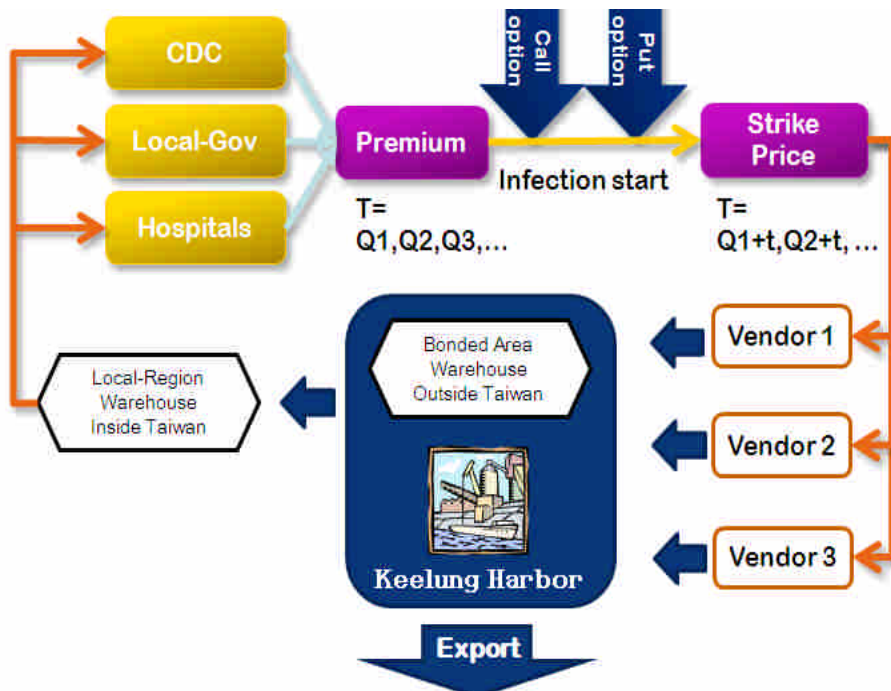 CDC
Local-Gov
Hospitals
Premium
T=
Q1,Q2,Q3,...
Call
option
Put
option
Infection start
Strike
Price
T=
Q1+t,Q2+t, ...
Vendor 1
Vendor 2
Vendor 3
Bonded Area
Warehouse
Outside Taiwan
Keelung Harbor
Local-Region
Warehouse
Inside Taiwan
Export